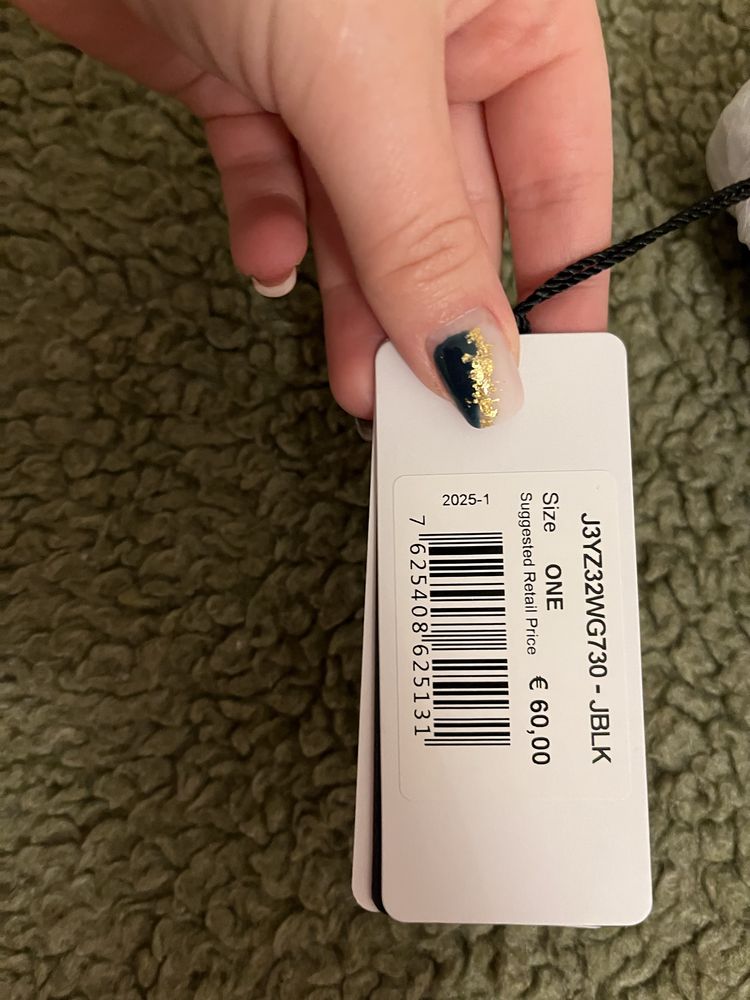 J3YZ32WG730 - JBLK
Size ONE
Suggested Retail Price € 60,00
2025-1
7 625408 625131